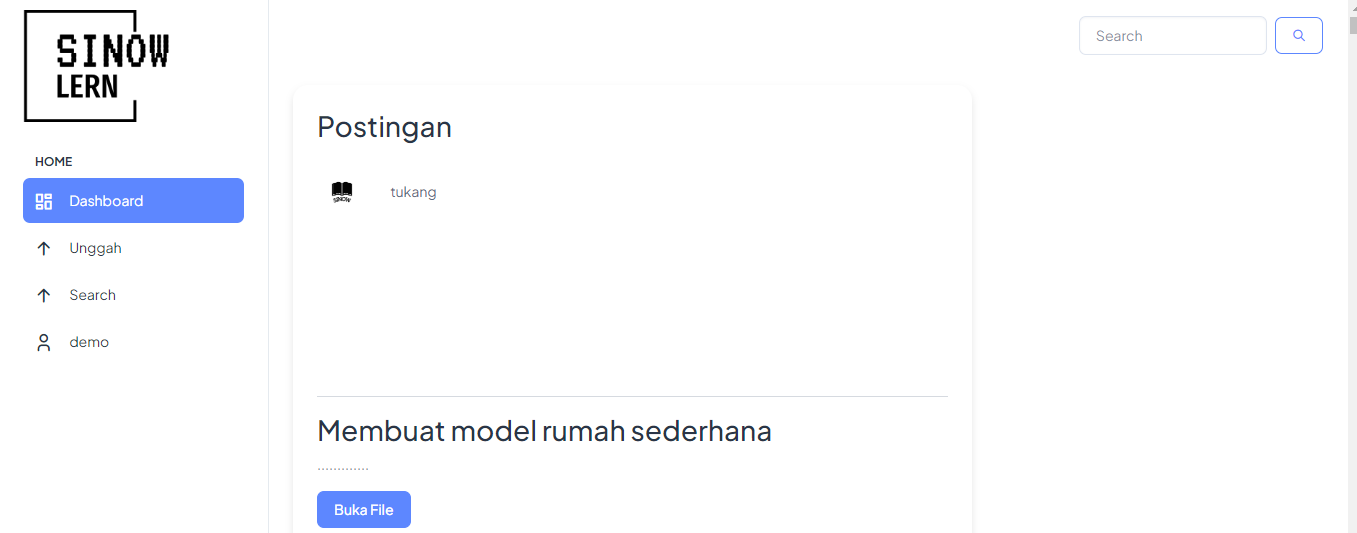 SINOW
LERN
HOME
Dashboard
Unggah
Search
demo
Search
Postingan
SINOW
tukang
Membuat model rumah sederhana
.............
Buka File